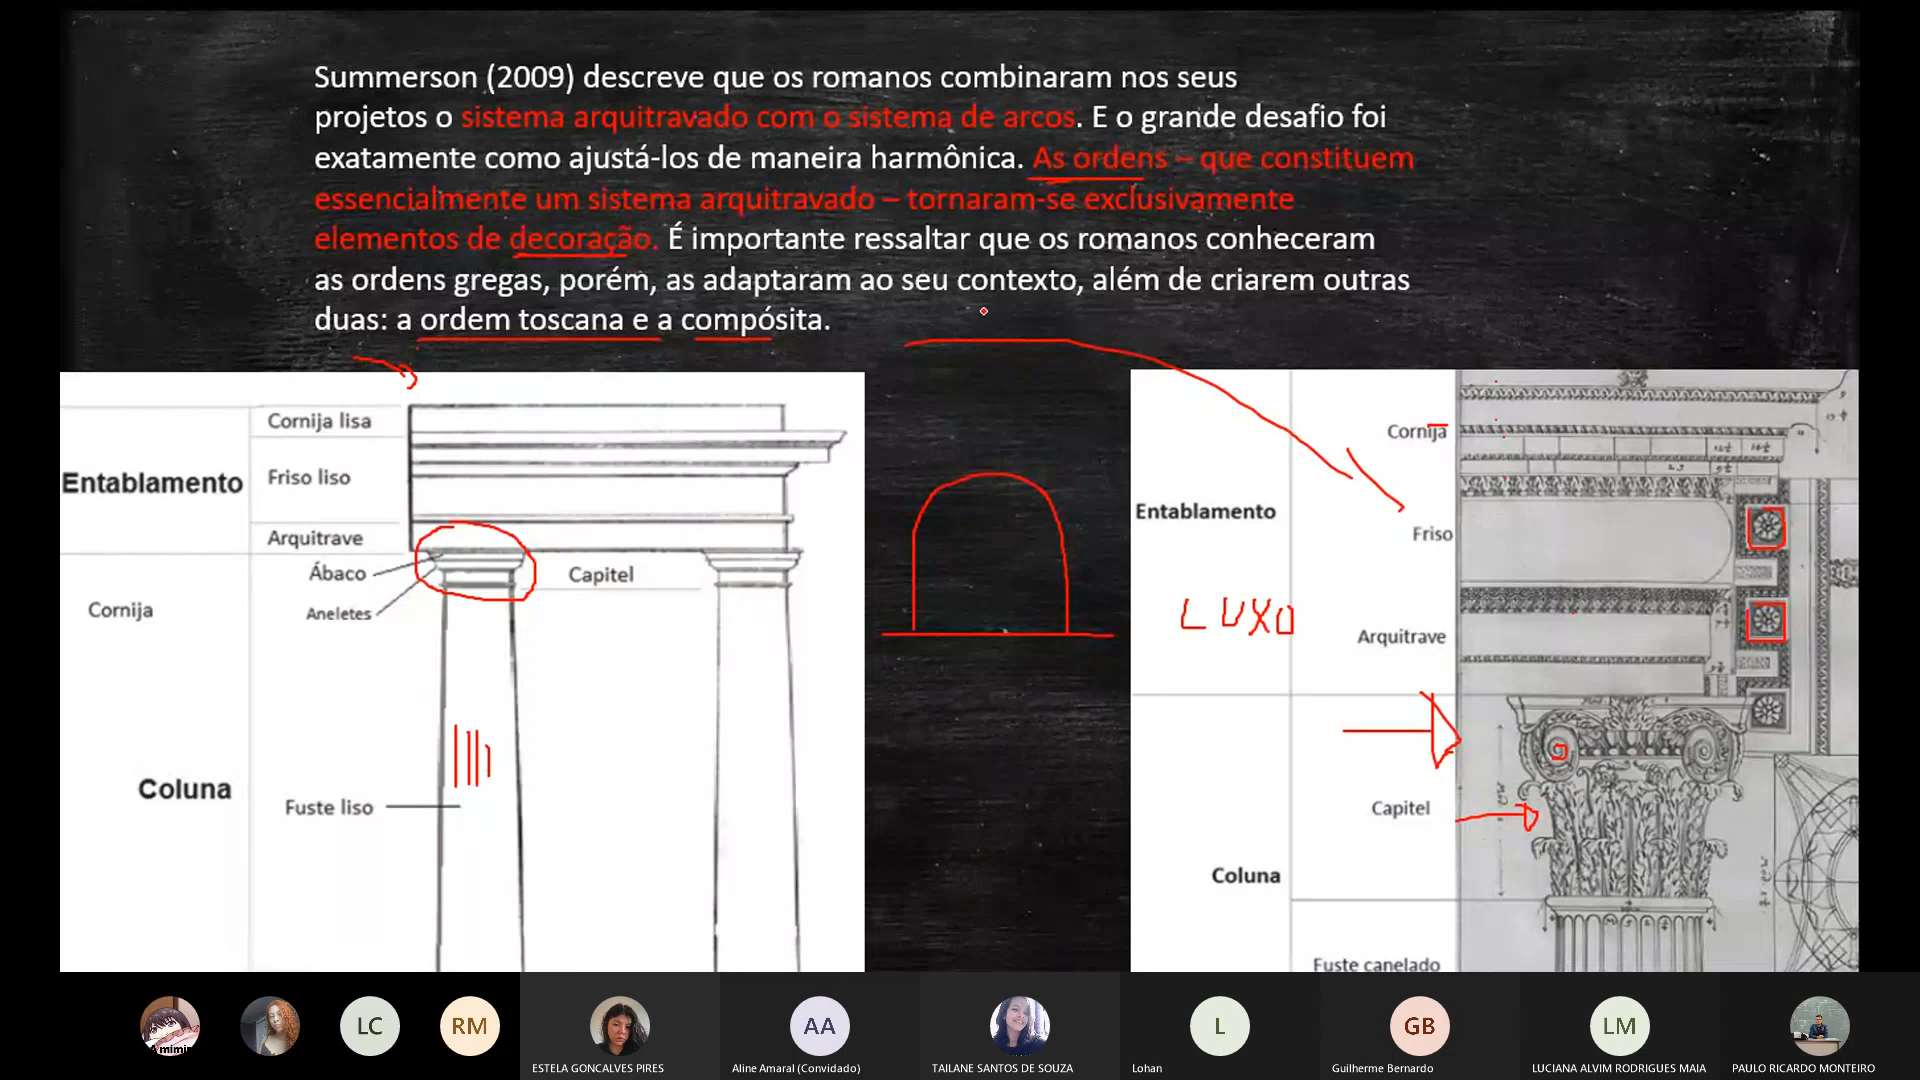 Summerson (2009) descreve que os romanos combinaram nos seus
projetos o sistema arquitravado com o sistema de arcos. E o grande desafio foi
exatamente como ajustá-los de maneira harmônica. As ordens – que constituem
essencialmente um sistema arquitravado – tornaram-se exclusivamente
elementos de decoração. É importante ressaltar que os romanos conheceram
as ordens gregas, porém, as adaptaram ao seu contexto, além de criarem outras
duas: a ordem toscana e a compósita.
Cornija lisa
Entablamento
Friso liso
Arquitrave
Ábaco
Capitel
Aneletes
Cornija
Coluna
Fuste liso
Cornija
Entablamento
Friso
LUXO
Arquitrave
Capitel
Coluna
Fuste canelado
LC
RM
AA
L
GB
LM
ESTELA GONCALVES PIRES
Aline Amaral (Convidado)
TAILANE SANTOS DE SOUZA
Lohan
Guilherme Bernardo
LUCIANA ALVIM RODRIGUES MAIA
PAULO RICARDO MONTEIRO